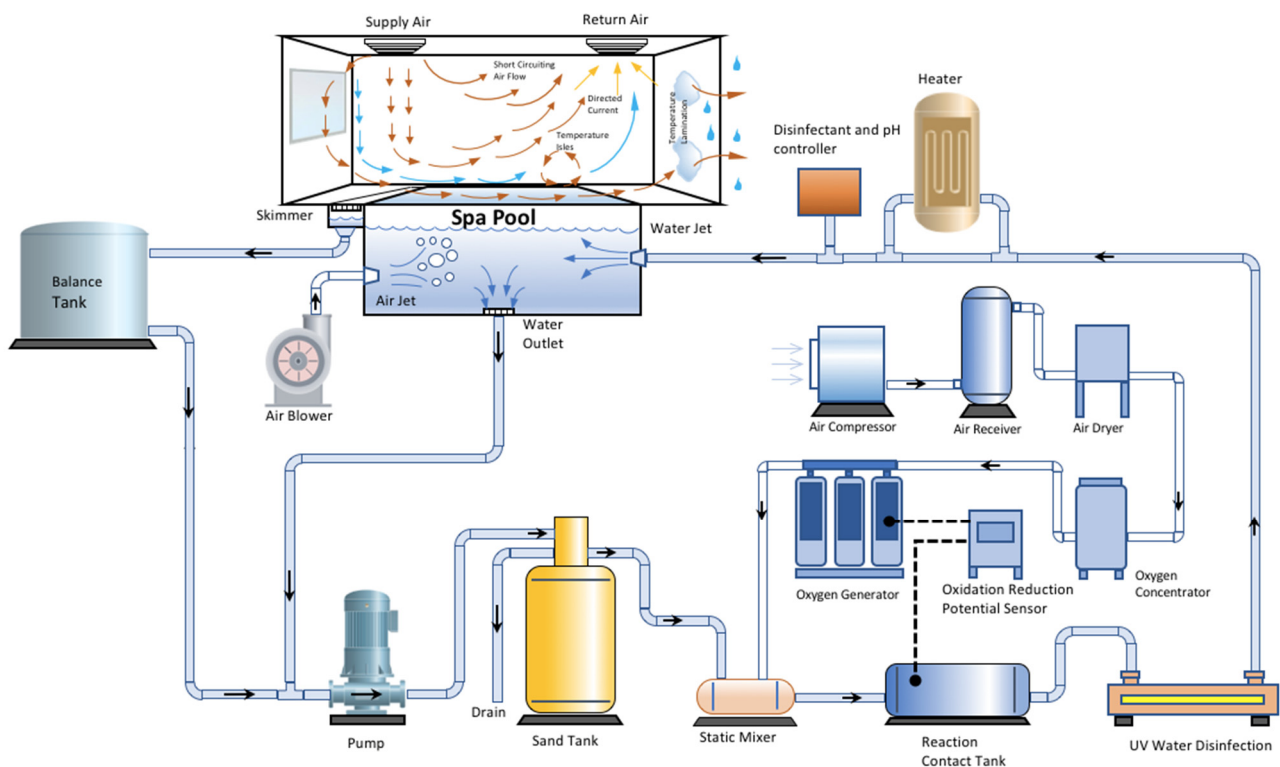 Supply Air
Return Air
Short Circuiting
Air Flow
Directed
Current
Temperature
Isles
Temperature
Lamination
Heater
Disinfectant and pH
controller
Skimmer
Spa Pool
Water Jet
Balance
Tank
Air Jet
Water
Outlet
Air Blower
Air Compressor
Air Receiver
Air Dryer
Oxygen Generator
Oxidation Reduction
Potential Sensor
Oxygen
Concentrator
Drain
Pump
Sand Tank
Static Mixer
Reaction
Contact Tank
UV Water Disinfection